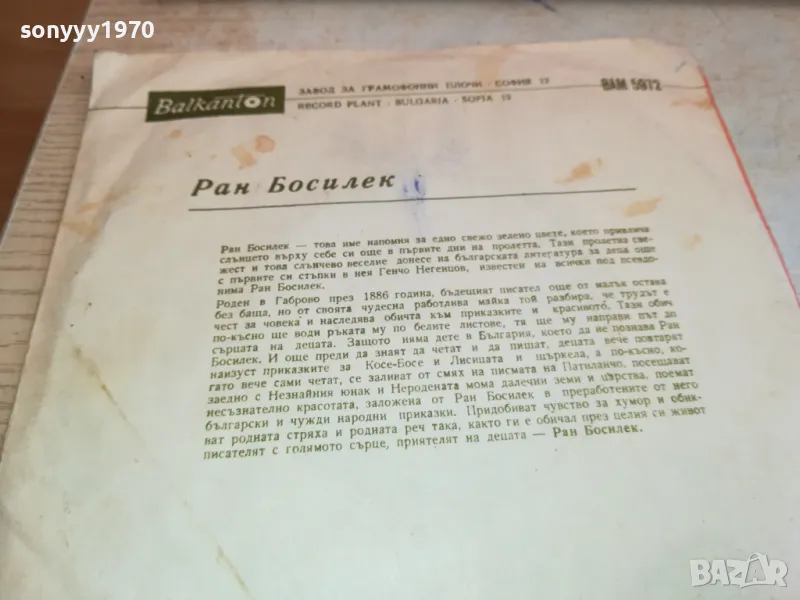 sonyyy1970
Balkanton
ЗАВОД ЗА ГРАМОФОННИ ПЛОЧИ · СОФИЯ 19
RECORD PLANT · BULGARIA · SOFIA 19
ВАМ 5972
Ран Босилек
Ран Босилек — това име напомня за едно свежо зелено цвете, което привлича
слънцето върху себе си още в първите дни на пролетта. Тази пролетна све-
жест и това слънчево веселие донесе на българската литература за деца още
с първите си стъпки в нея Генчо Негенцов, известен на всички под псевдо-
нима Ран Босилек.
Роден в Габрово през 1886 година, бъдещият писател още от малък остава
без баща, но от своята чудесна работлива майка той разбира, че трудът е
чест за човека и наследява обичта към приказките и красивото. Тази обич
по-късно ще води ръката му по белите листове, тя ще му направи път до
сърцата на децата. Защото няма дете в България, което да не познава Ран
Босилек. И още преди да знаят да четат и да пишат, децата вече повтарят
наизуст приказките за Косе-Босе и Лисицата и щъркела, а по-късно, ко-
гато вече сами четат, се заливат от смях на писмата на Патиланчо, посещават
заедно с Незнайния юнак и Неродената мома далечни земи и царства, поемат
несъзнателно красотата, заложена от Ран Босилек в преработените от него
български и чужди народни приказки. Придобиват чувство за хумор и обик-
ват родната стряха и родната реч така, както ги е обичал през целия си живот
писателят с голямото сърце, приятелят на децата — Ран Босилек.
BAZAR
www.bazar.bg